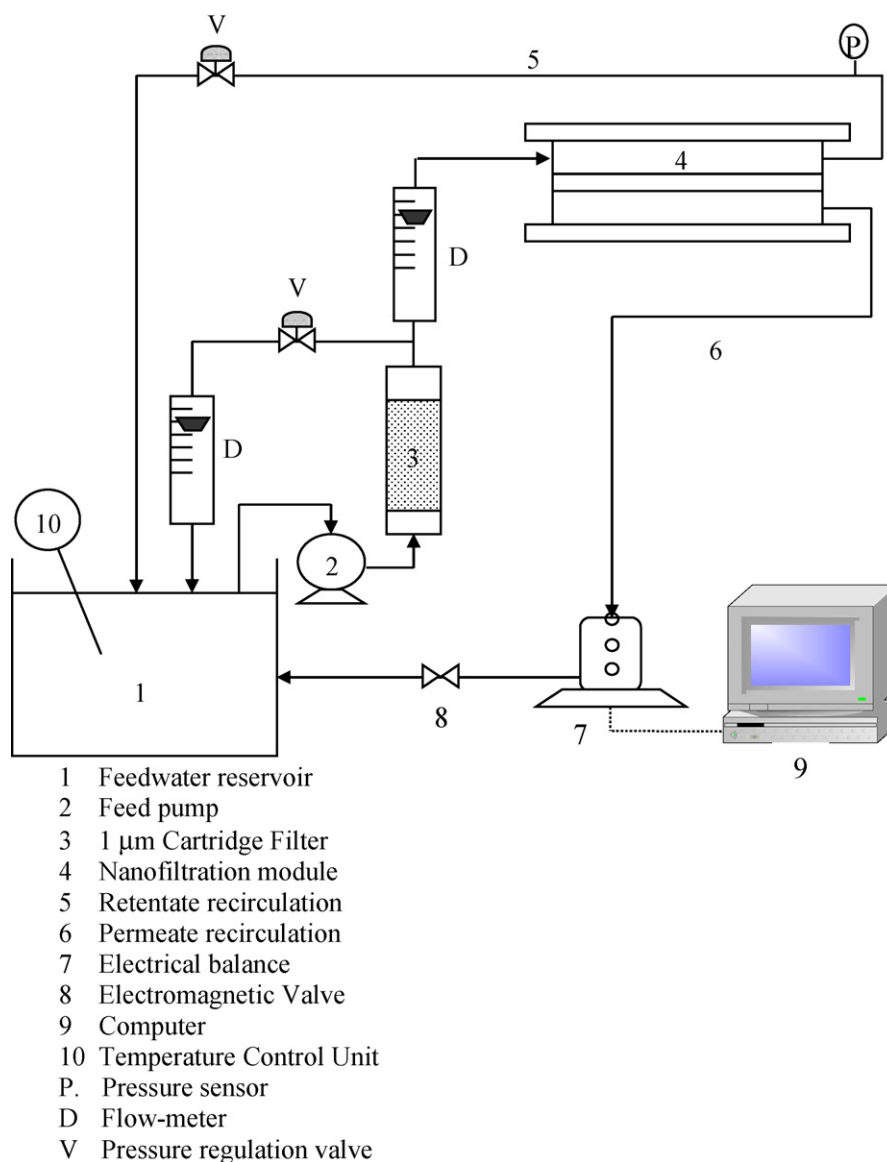 V
5
P
4
D
V
6
3
D
10
2
1
8
7
9
1 Feedwater reservoir
2 Feed pump
3 1 μm Cartridge Filter
4 Nanofiltration module
5 Retentate recirculation
6 Permeate recirculation
7 Electrical balance
8 Electromagnetic Valve
9 Computer
10 Temperature Control Unit
P. Pressure sensor
D Flow-meter
V Pressure regulation valve